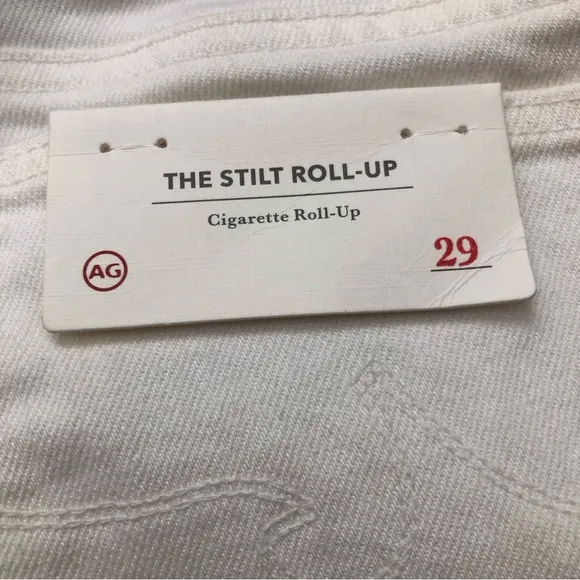 THE STILT ROLL-UP
Cigarette Roll-Up
AG
29